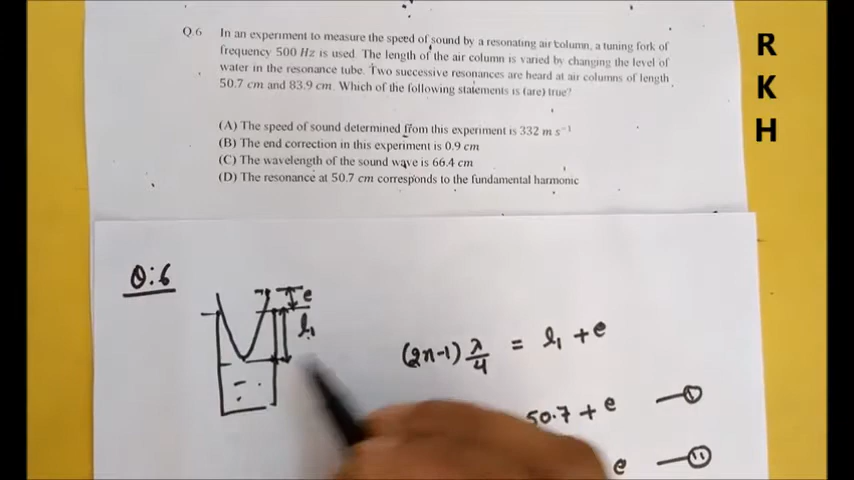 Q.6 In an experiment to measure the speed of sound by a resonating air column, a tuning fork of
frequency 500 Hz is used. The length of the air column is varied by changing the level of
water in the resonance tube. Two successive resonances are heard at air columns of length
50.7 cm and 83.9 cm. Which of the following statements is (are) true?
(A) The speed of sound determined from this experiment is 332 m s⁻¹
(B) The end correction in this experiment is 0.9 cm
(C) The wavelength of the sound wave is 66.4 cm
(D) The resonance at 50.7 cm corresponds to the fundamental harmonic
R
K
H
Q:6
e
l₁
(2n-1) λ/4 = l₁ + e
50.7 + e — (i)
e — (ii)